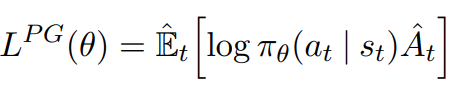 L^{PG}(θ) = Ê_t [log π_θ(a_t | s_t)Â_t]